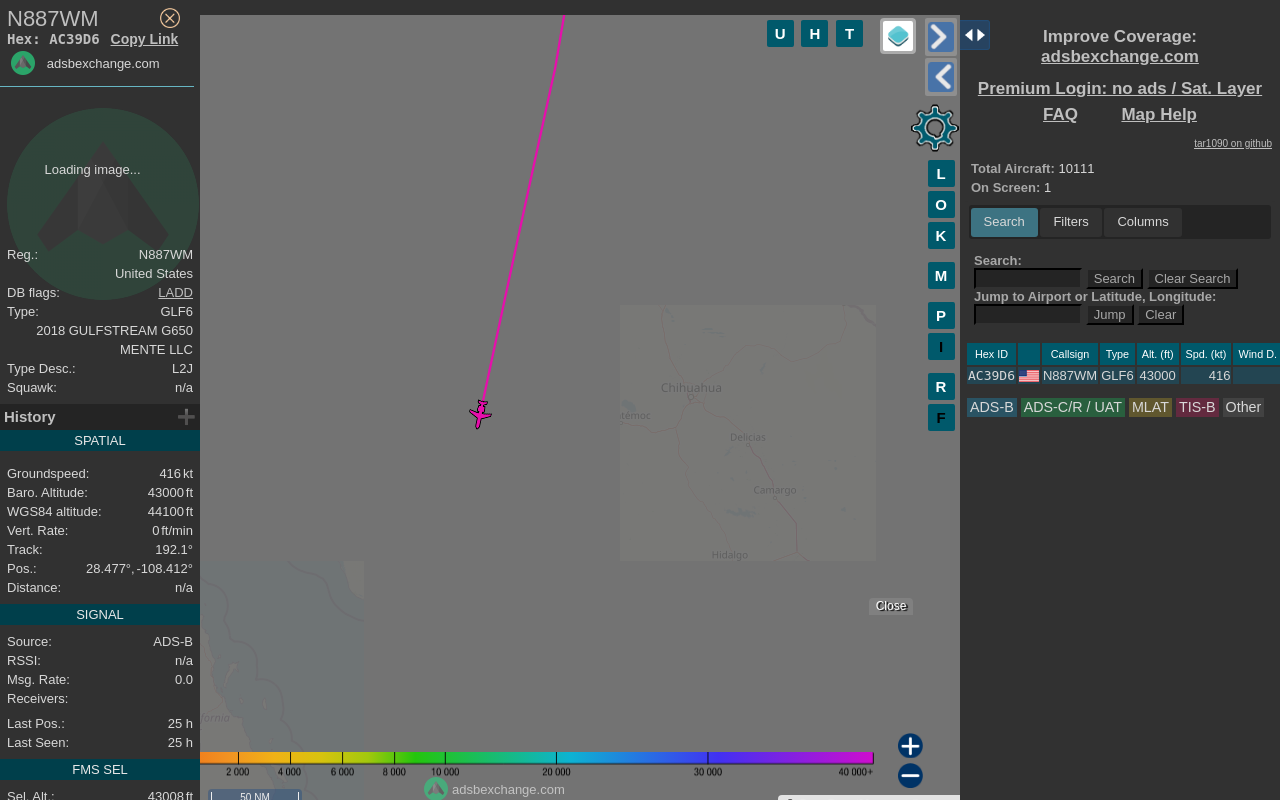 N887WM
Hex: AC39D6 Copy Link
adsbexchange.com
Loading image...
Reg.: N887WM
United States
DB flags: LADD
Type: GLF6
2018 GULFSTREAM G650
MENTE LLC
Type Desc.: L2J
Squawk: n/a
History
SPATIAL
Groundspeed: 416 kt
Baro. Altitude: 43000 ft
WGS84 altitude: 44100 ft
Vert. Rate: 0 ft/min
Track: 192.1°
Pos.: 28.477°, -108.412°
Distance: n/a
SIGNAL
Source: ADS-B
RSSI: n/a
Msg. Rate: 0.0
Receivers:
Last Pos.: 25 h
Last Seen: 25 h
FMS SEL
Sel. Alt.: 43008 ft
U H T
L
O
K
M
P
I
R
F
Chihuahua
Delicias
Camargo
Hidalgo
Close
2 000 4 000 6 000 8 000 10 000 20 000 30 000 40 000+
adsbexchange.com
50 NM
Improve Coverage:
adsbexchange.com
Premium Login: no ads / Sat. Layer
FAQ Map Help
tar1090 on github
Total Aircraft: 10111
On Screen: 1
Search Filters Columns
Search:
Search Clear Search
Jump to Airport or Latitude, Longitude:
Jump Clear
Hex ID Callsign Type Alt. (ft) Spd. (kt) Wind D.
AC39D6 N887WM GLF6 43000 416
ADS-B ADS-C/R / UAT MLAT TIS-B Other